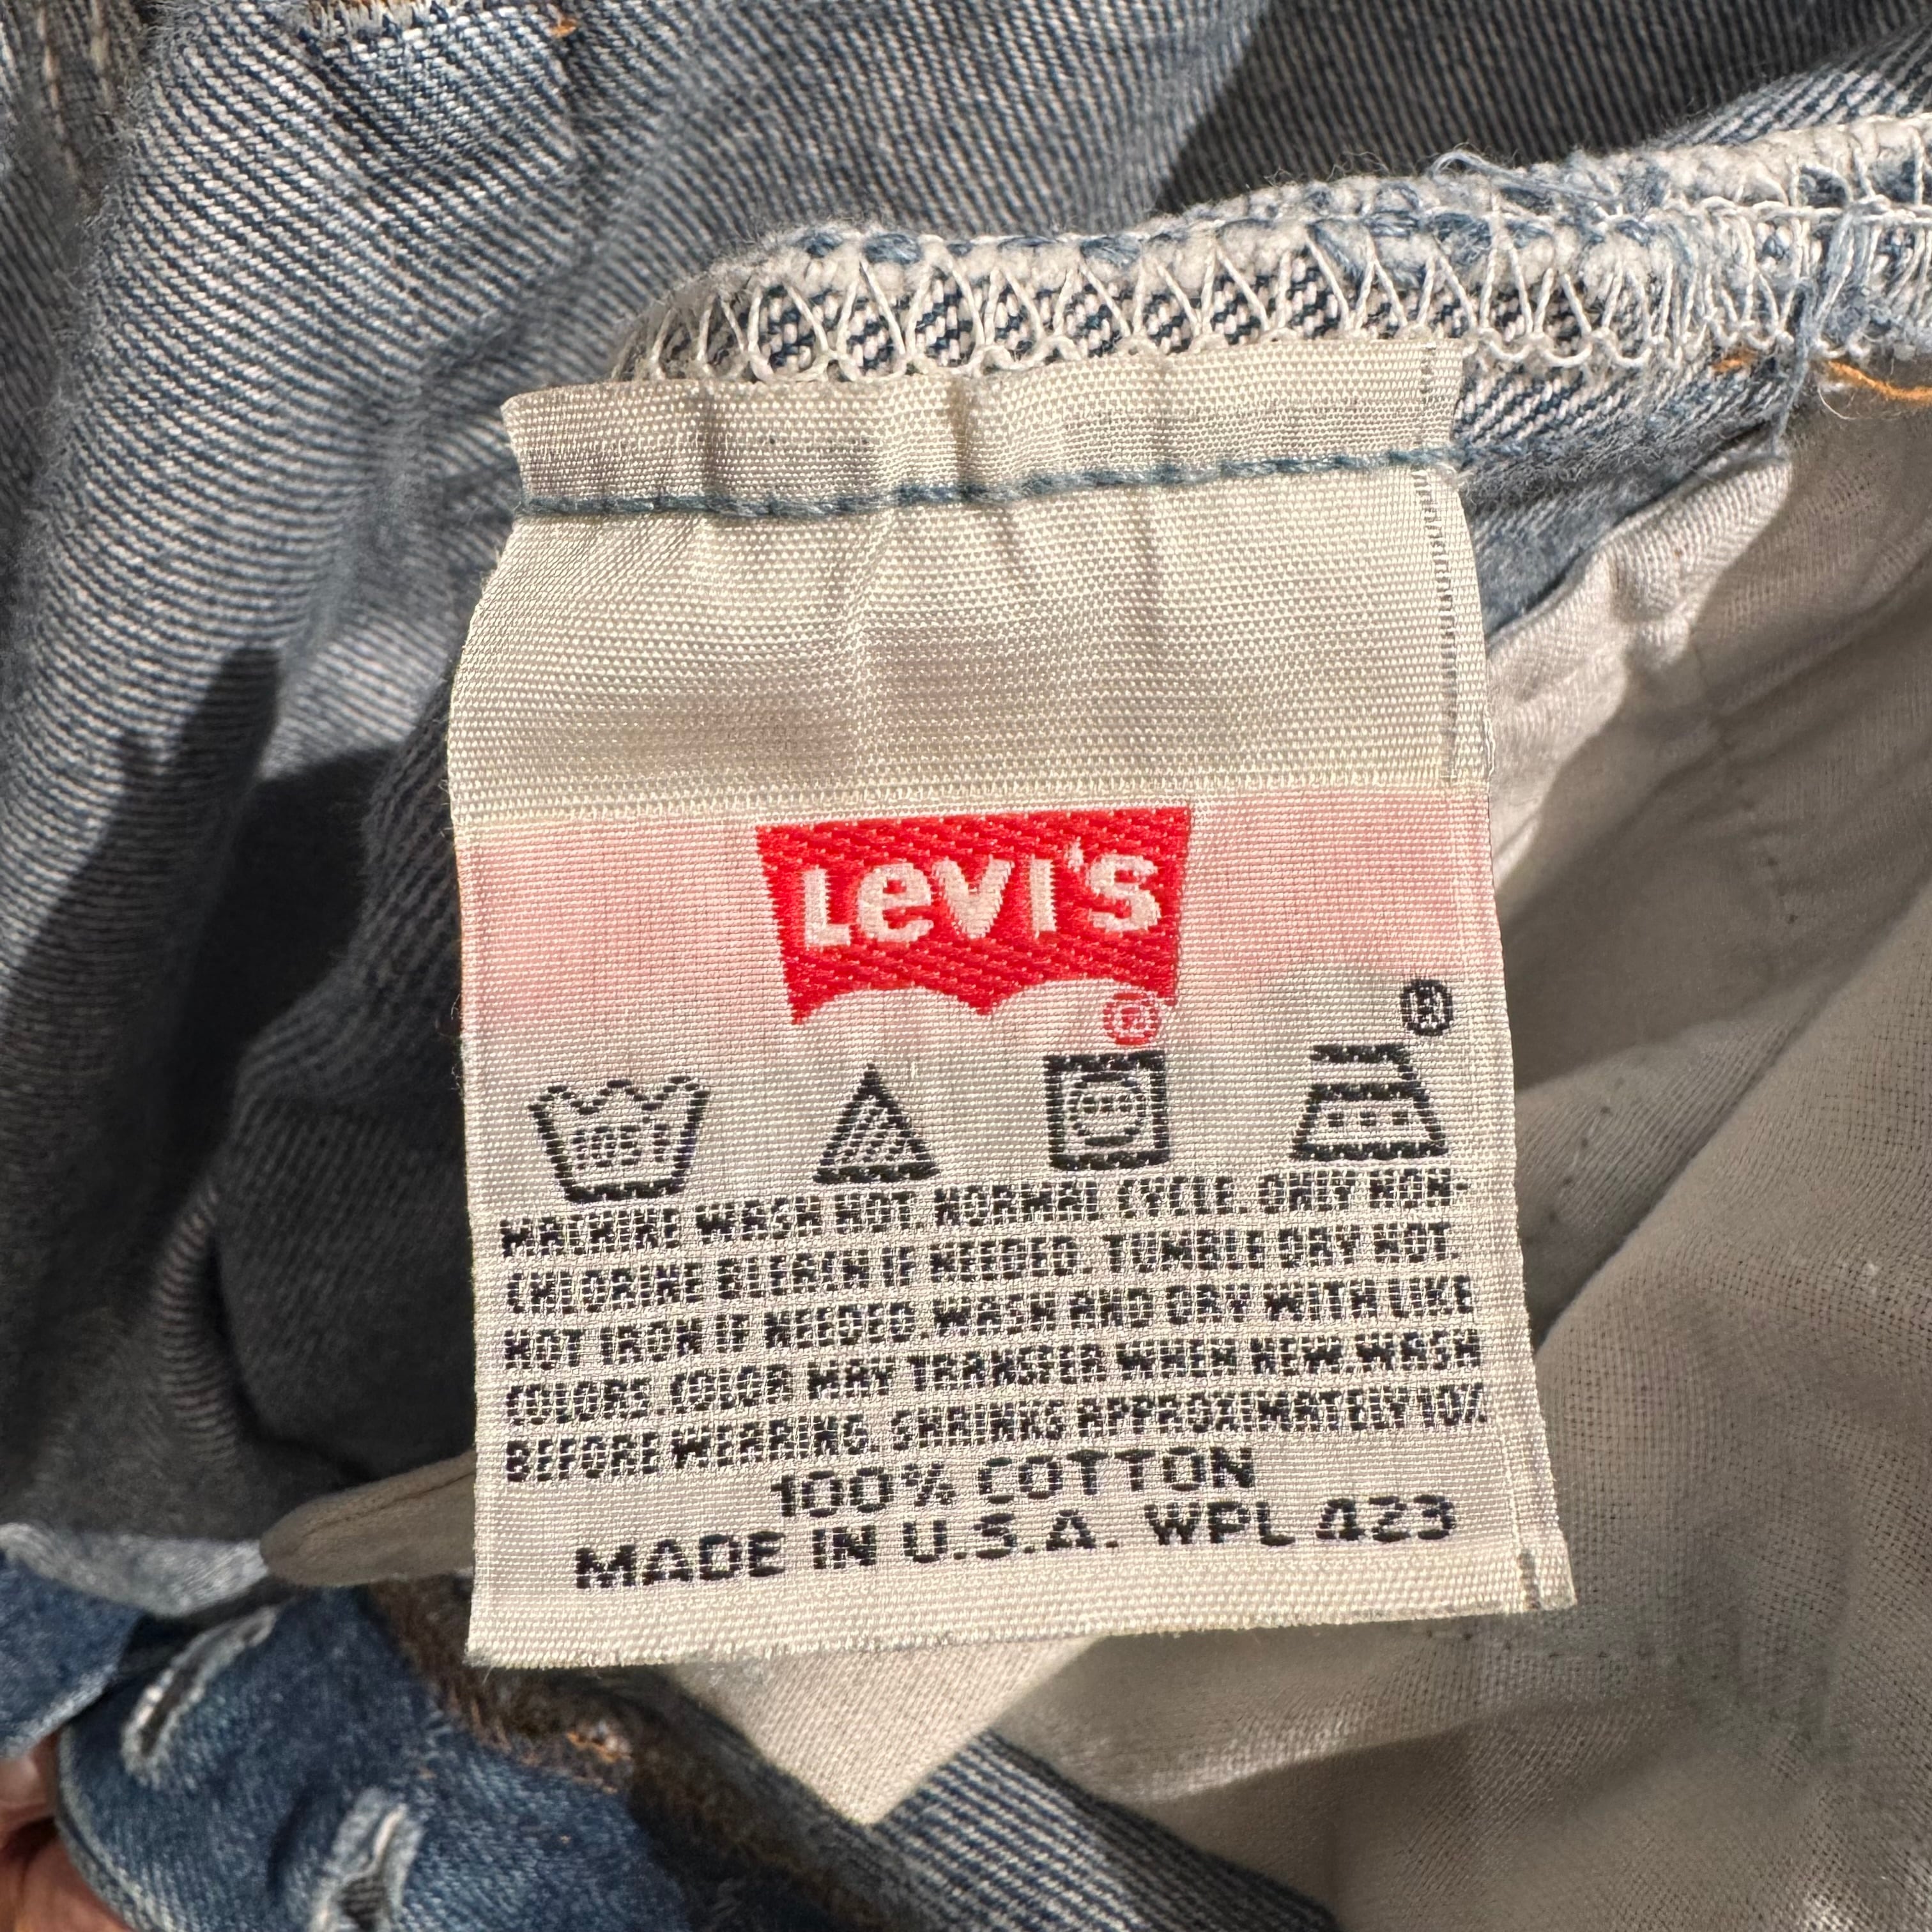 LEVI'S
®
®
105F
MACHINE WASH HOT. NORMAL CYCLE. ONLY NON-
CHLORINE BLEACH IF NEEDED. TUMBLE DRY HOT.
HOT IRON IF NEEDED. WASH AND DRY WITH LIKE
COLORS. COLOR MAY TRANSFER WHEN NEW. WASH
BEFORE WEARING. SHRINKS APPROXIMATELY 10%
100% COTTON
MADE IN U.S.A. WPL 423